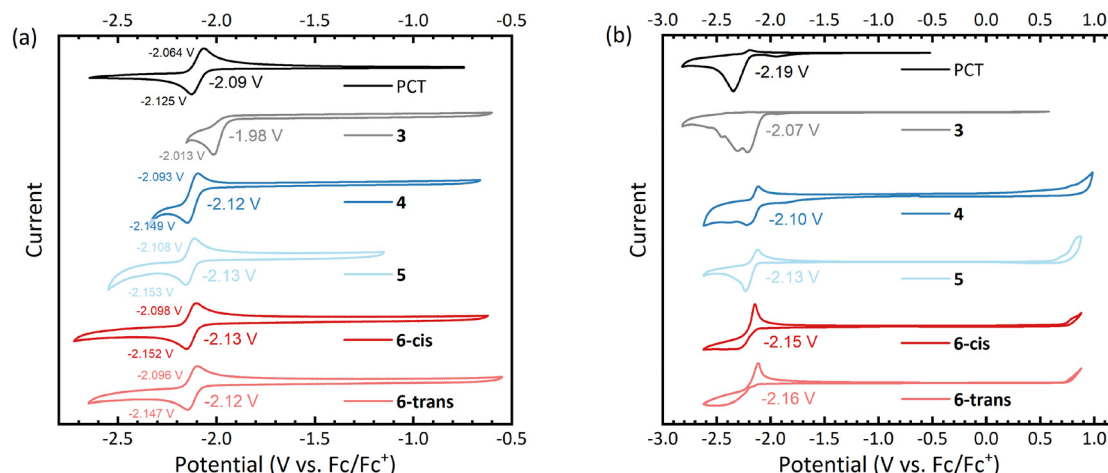 (a)
-2.5 -2.0 -1.5 -1.0 -0.5
-2.064 V
-2.09 V
-2.125 V
PCT
-1.98 V
-2.013 V
3
-2.093 V
-2.12 V
-2.149 V
4
-2.108 V
-2.13 V
-2.153 V
5
-2.098 V
-2.13 V
-2.152 V
6-cis
-2.096 V
-2.12 V
-2.147 V
6-trans
Current
-2.5 -2.0 -1.5 -1.0 -0.5
Potential (V vs. Fc/Fc⁺)
(b)
-3.0 -2.5 -2.0 -1.5 -1.0 -0.5 0.0 0.5 1.0
-2.19 V
PCT
-2.07 V
3
-2.10 V
4
-2.13 V
5
-2.15 V
6-cis
-2.16 V
6-trans
Current
-3.0 -2.5 -2.0 -1.5 -1.0 -0.5 0.0 0.5 1.0
Potential (V vs. Fc/Fc⁺)